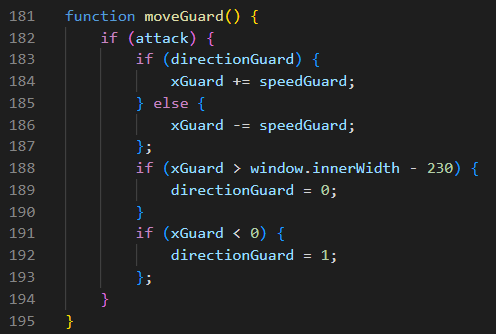 181 function moveGuard() {
182     if (attack) {
183         if (directionGuard) {
184             xGuard += speedGuard;
185         } else {
186             xGuard -= speedGuard;
187         };
188         if (xGuard > window.innerWidth - 230) {
189             directionGuard = 0;
190         }
191         if (xGuard < 0) {
192             directionGuard = 1;
193         };
194     }
195 }